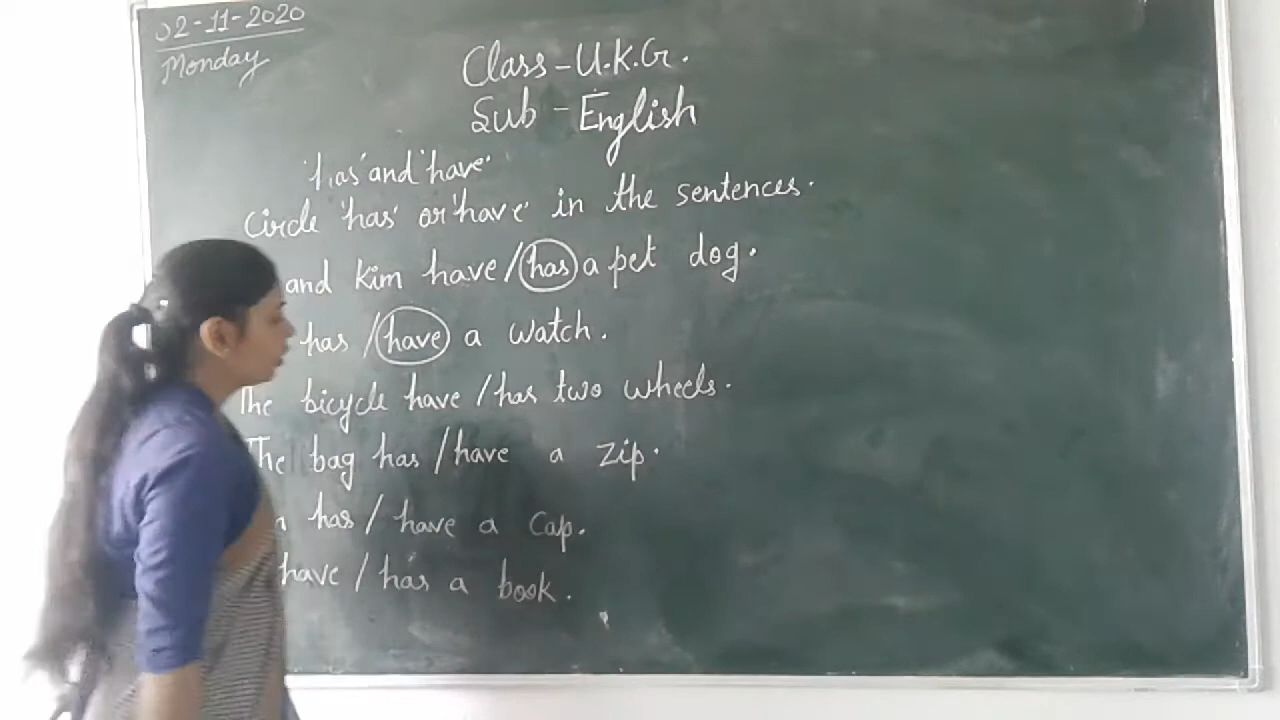 02-11-2020
Monday
Class-U.K.G.
Sub-English
'has' and 'have'
Circle 'has' or 'have' in the sentences.
and Kim have/has a pet dog.
has/have a watch.
The bicycle have/has two wheels.
The bag has/have a zip.
has/have a cap.
have/has a book.